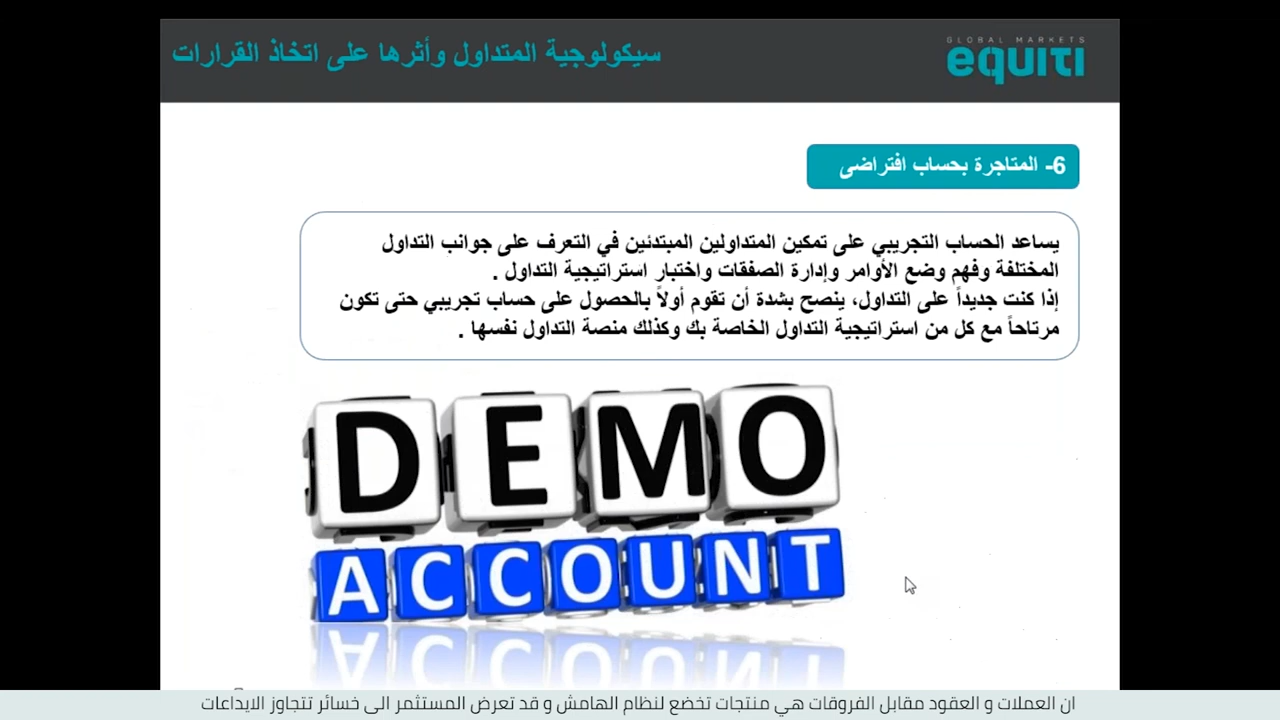 سيكولوجية المتداول وأثرها على اتخاذ القرارات
GLOBAL MARKETS
equiti
6- المتاجرة بحساب افتراضى
يساعد الحساب التجريبي على تمكين المتداولين المبتدئين في التعرف على جوانب التداول
المختلفة وفهم وضع الأوامر وإدارة الصفقات واختبار استراتيجية التداول .
إذا كنت جديداً على التداول، ينصح بشدة أن تقوم أولاً بالحصول على حساب تجريبي حتى تكون
مرتاحاً مع كل من استراتيجية التداول الخاصة بك وكذلك منصة التداول نفسها .
DEMO
ACCOUNT
ان العملات و العقود مقابل الفروقات هي منتجات تخضع لنظام الهامش و قد تعرض المستثمر الى خسائر تتجاوز الايداعات